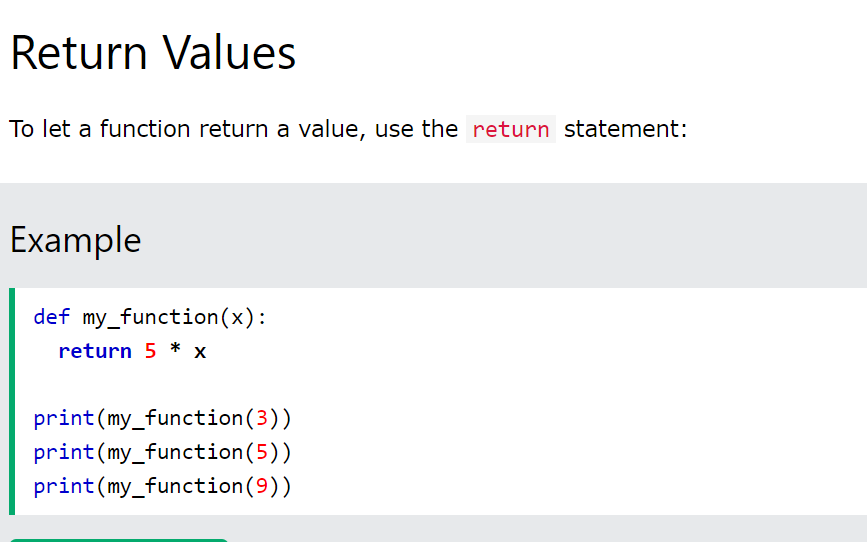 Return Values
To let a function return a value, use the return statement:
Example
def my_function(x):
  return 5 * x
print(my_function(3))
print(my_function(5))
print(my_function(9))